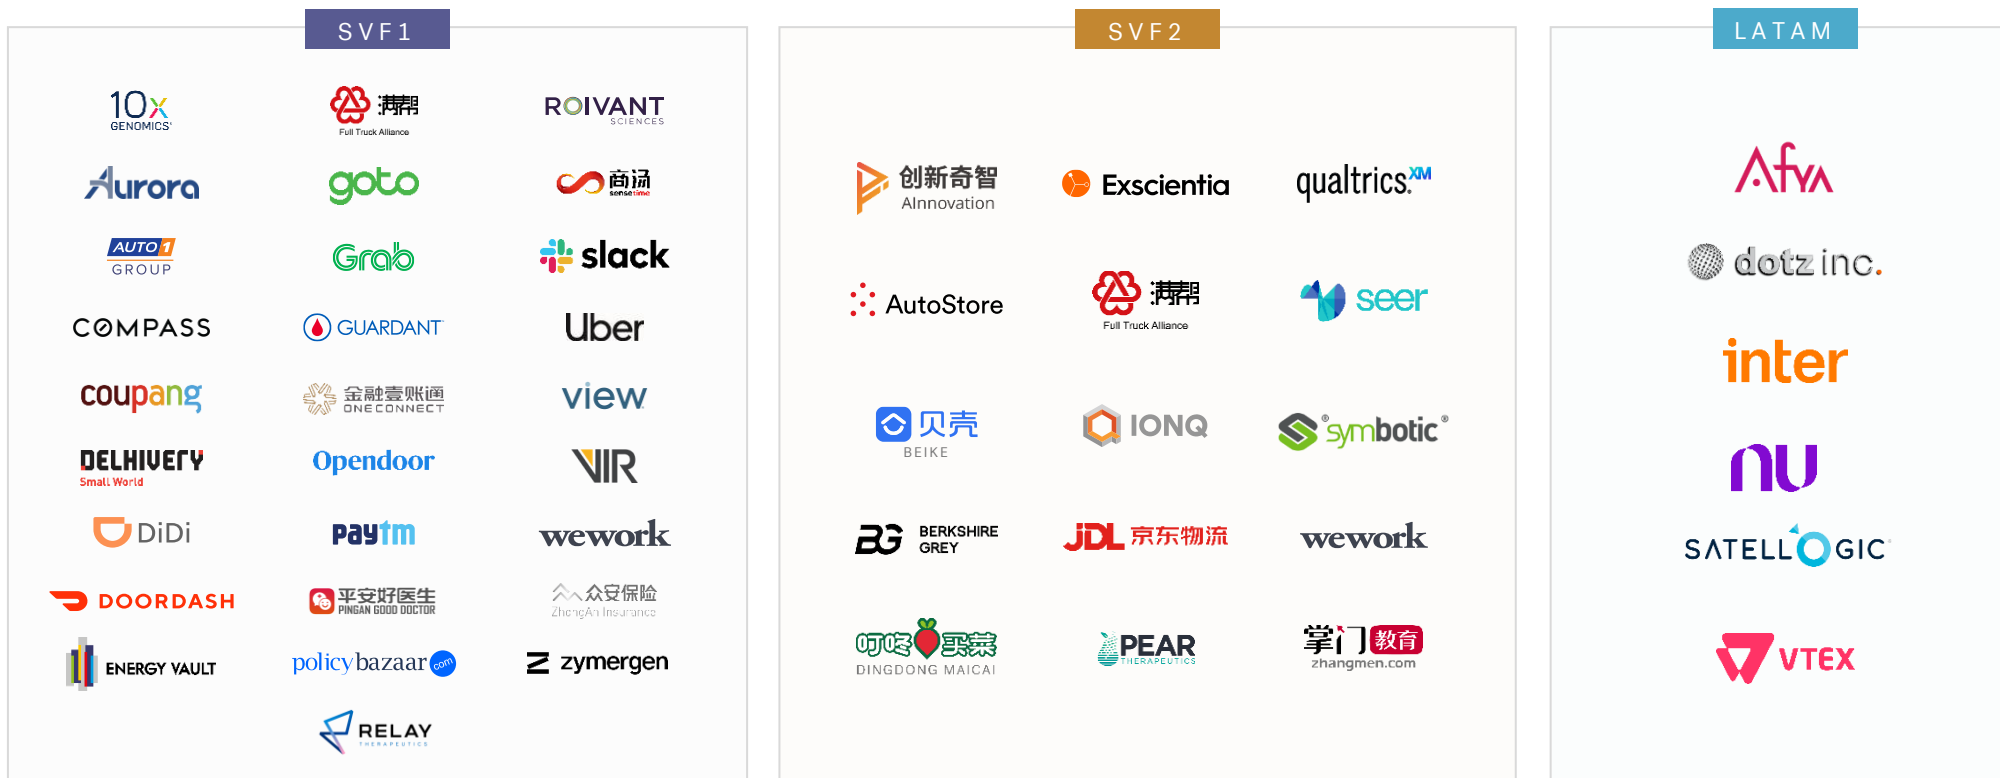 SVF1
10x
GENOMICS
满帮
Full Truck Alliance
ROIVANT
SCIENCES
Aurora
goto
商汤
sensetime
AUTO1
GROUP
Grab
slack
COMPASS
GUARDANT
Uber
coupang
金融壹账通
ONECONNECT
view
DELHIVERY
Small World
Opendoor
VIR
DiDi
paytm
wework
DOORDASH
平安好医生
PINGAN GOOD DOCTOR
众安保险
ZhongAn Insurance
ENERGY VAULT
policybazaar.com
zymergen
RELAY
THERAPEUTICS
SVF2
创新奇智
AInnovation
Exscientia
qualtrics.XM
AutoStore
满帮
Full Truck Alliance
seer
贝壳
BEIKE
IONQ
symbotic®
BG BERKSHIRE
GREY
JDL 京东物流
wework
叮咚买菜
DINGDONG MAICAI
PEAR
THERAPEUTICS
掌门教育
zhangmen.com
LATAM
Afya
dotz inc.
inter
nu
SATELLOGIC
VTEX